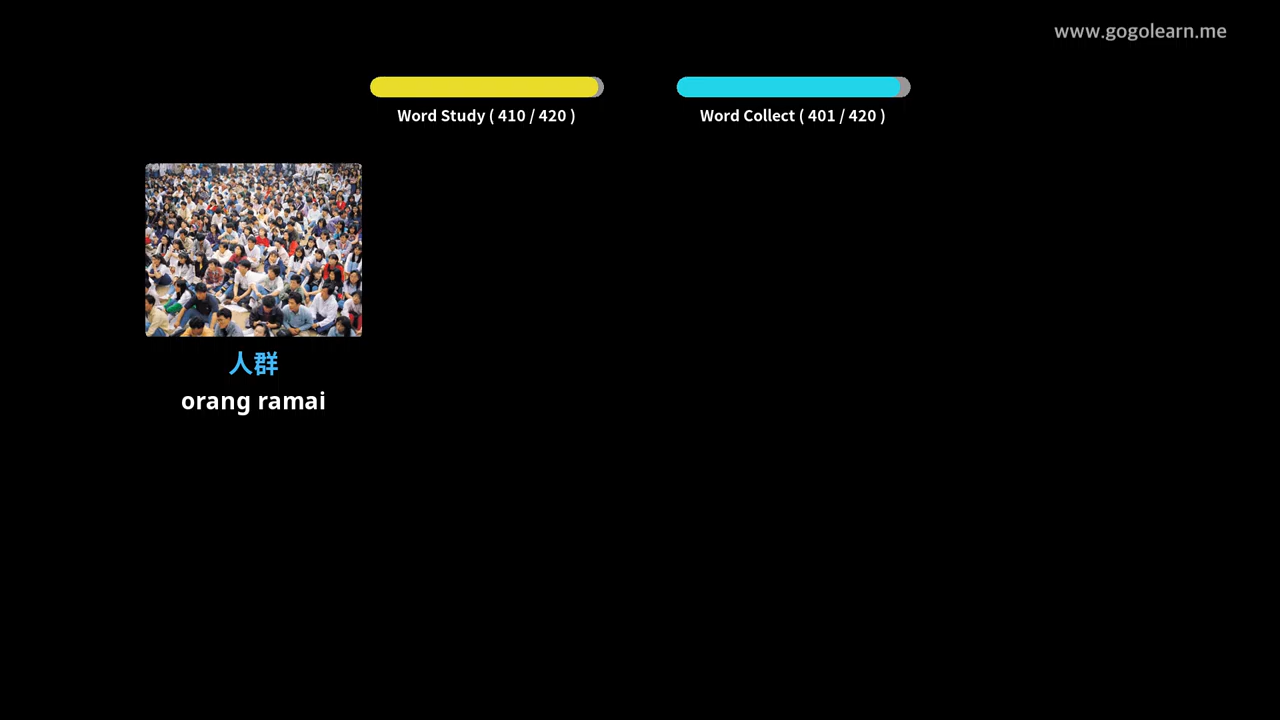 www.gogolearn.me
Word Study ( 410 / 420 )
Word Collect ( 401 / 420 )
人群
orang ramai